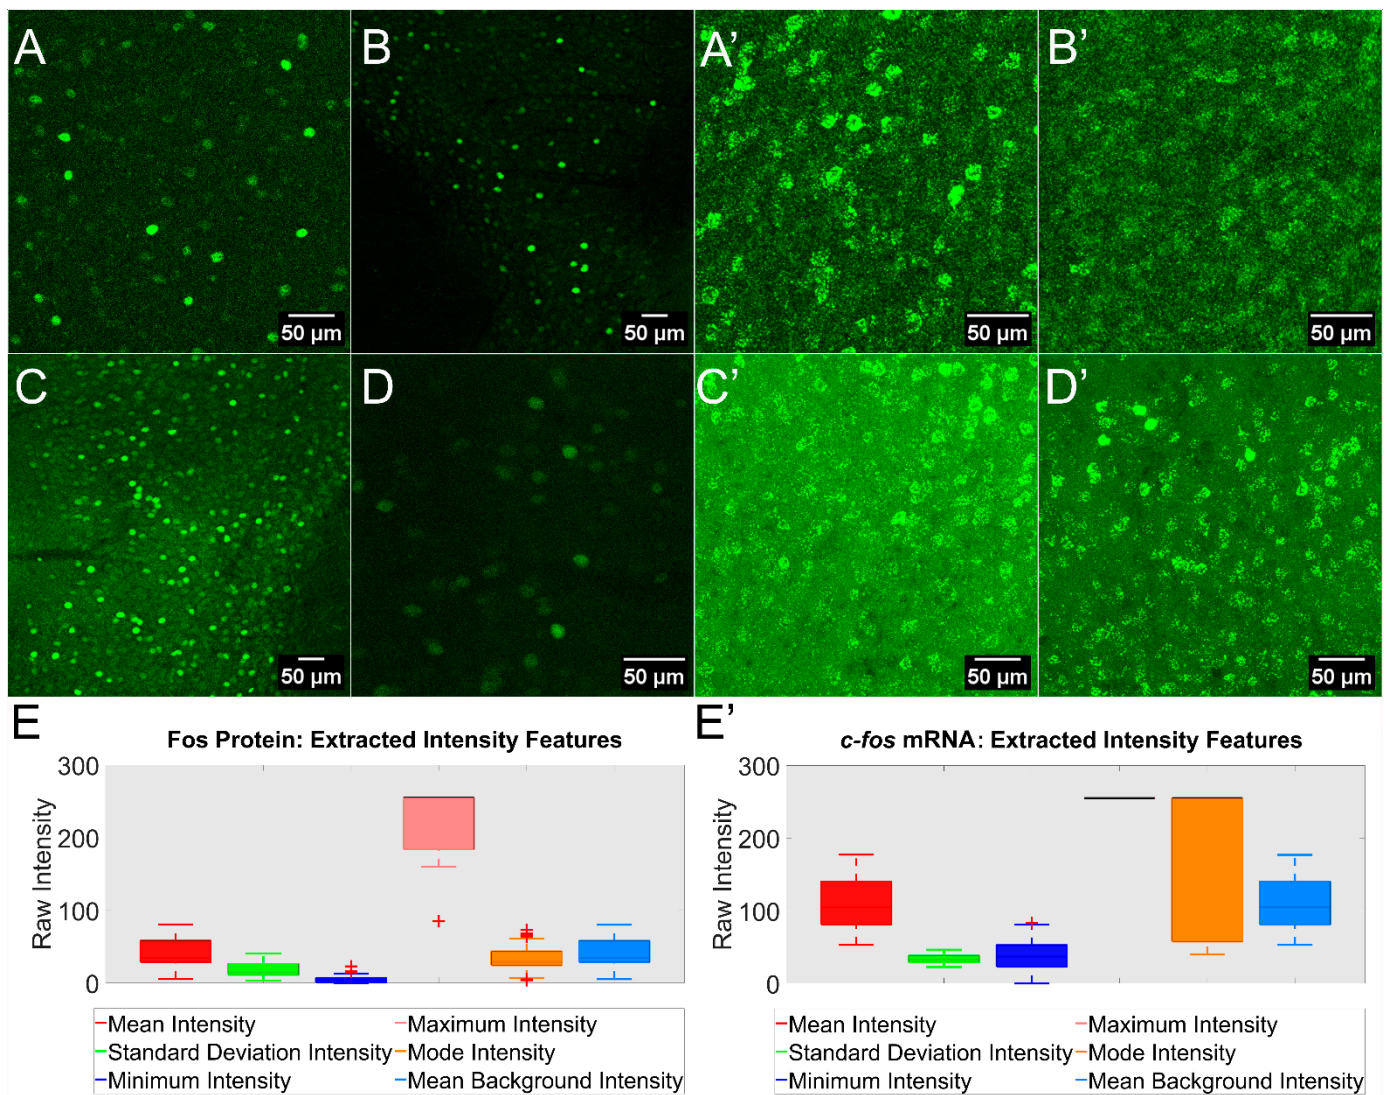 A
B
A’
B’
50 µm
50 µm
50 µm
50 µm
C
D
C’
D’
50 µm
50 µm
50 µm
50 µm
E
Fos Protein: Extracted Intensity Features
300
200
100
0
Raw Intensity
Mean Intensity
Maximum Intensity
Standard Deviation Intensity
Mode Intensity
Minimum Intensity
Mean Background Intensity
E’
c-fos mRNA: Extracted Intensity Features
300
200
100
0
Raw Intensity
Mean Intensity
Maximum Intensity
Standard Deviation Intensity
Mode Intensity
Minimum Intensity
Mean Background Intensity